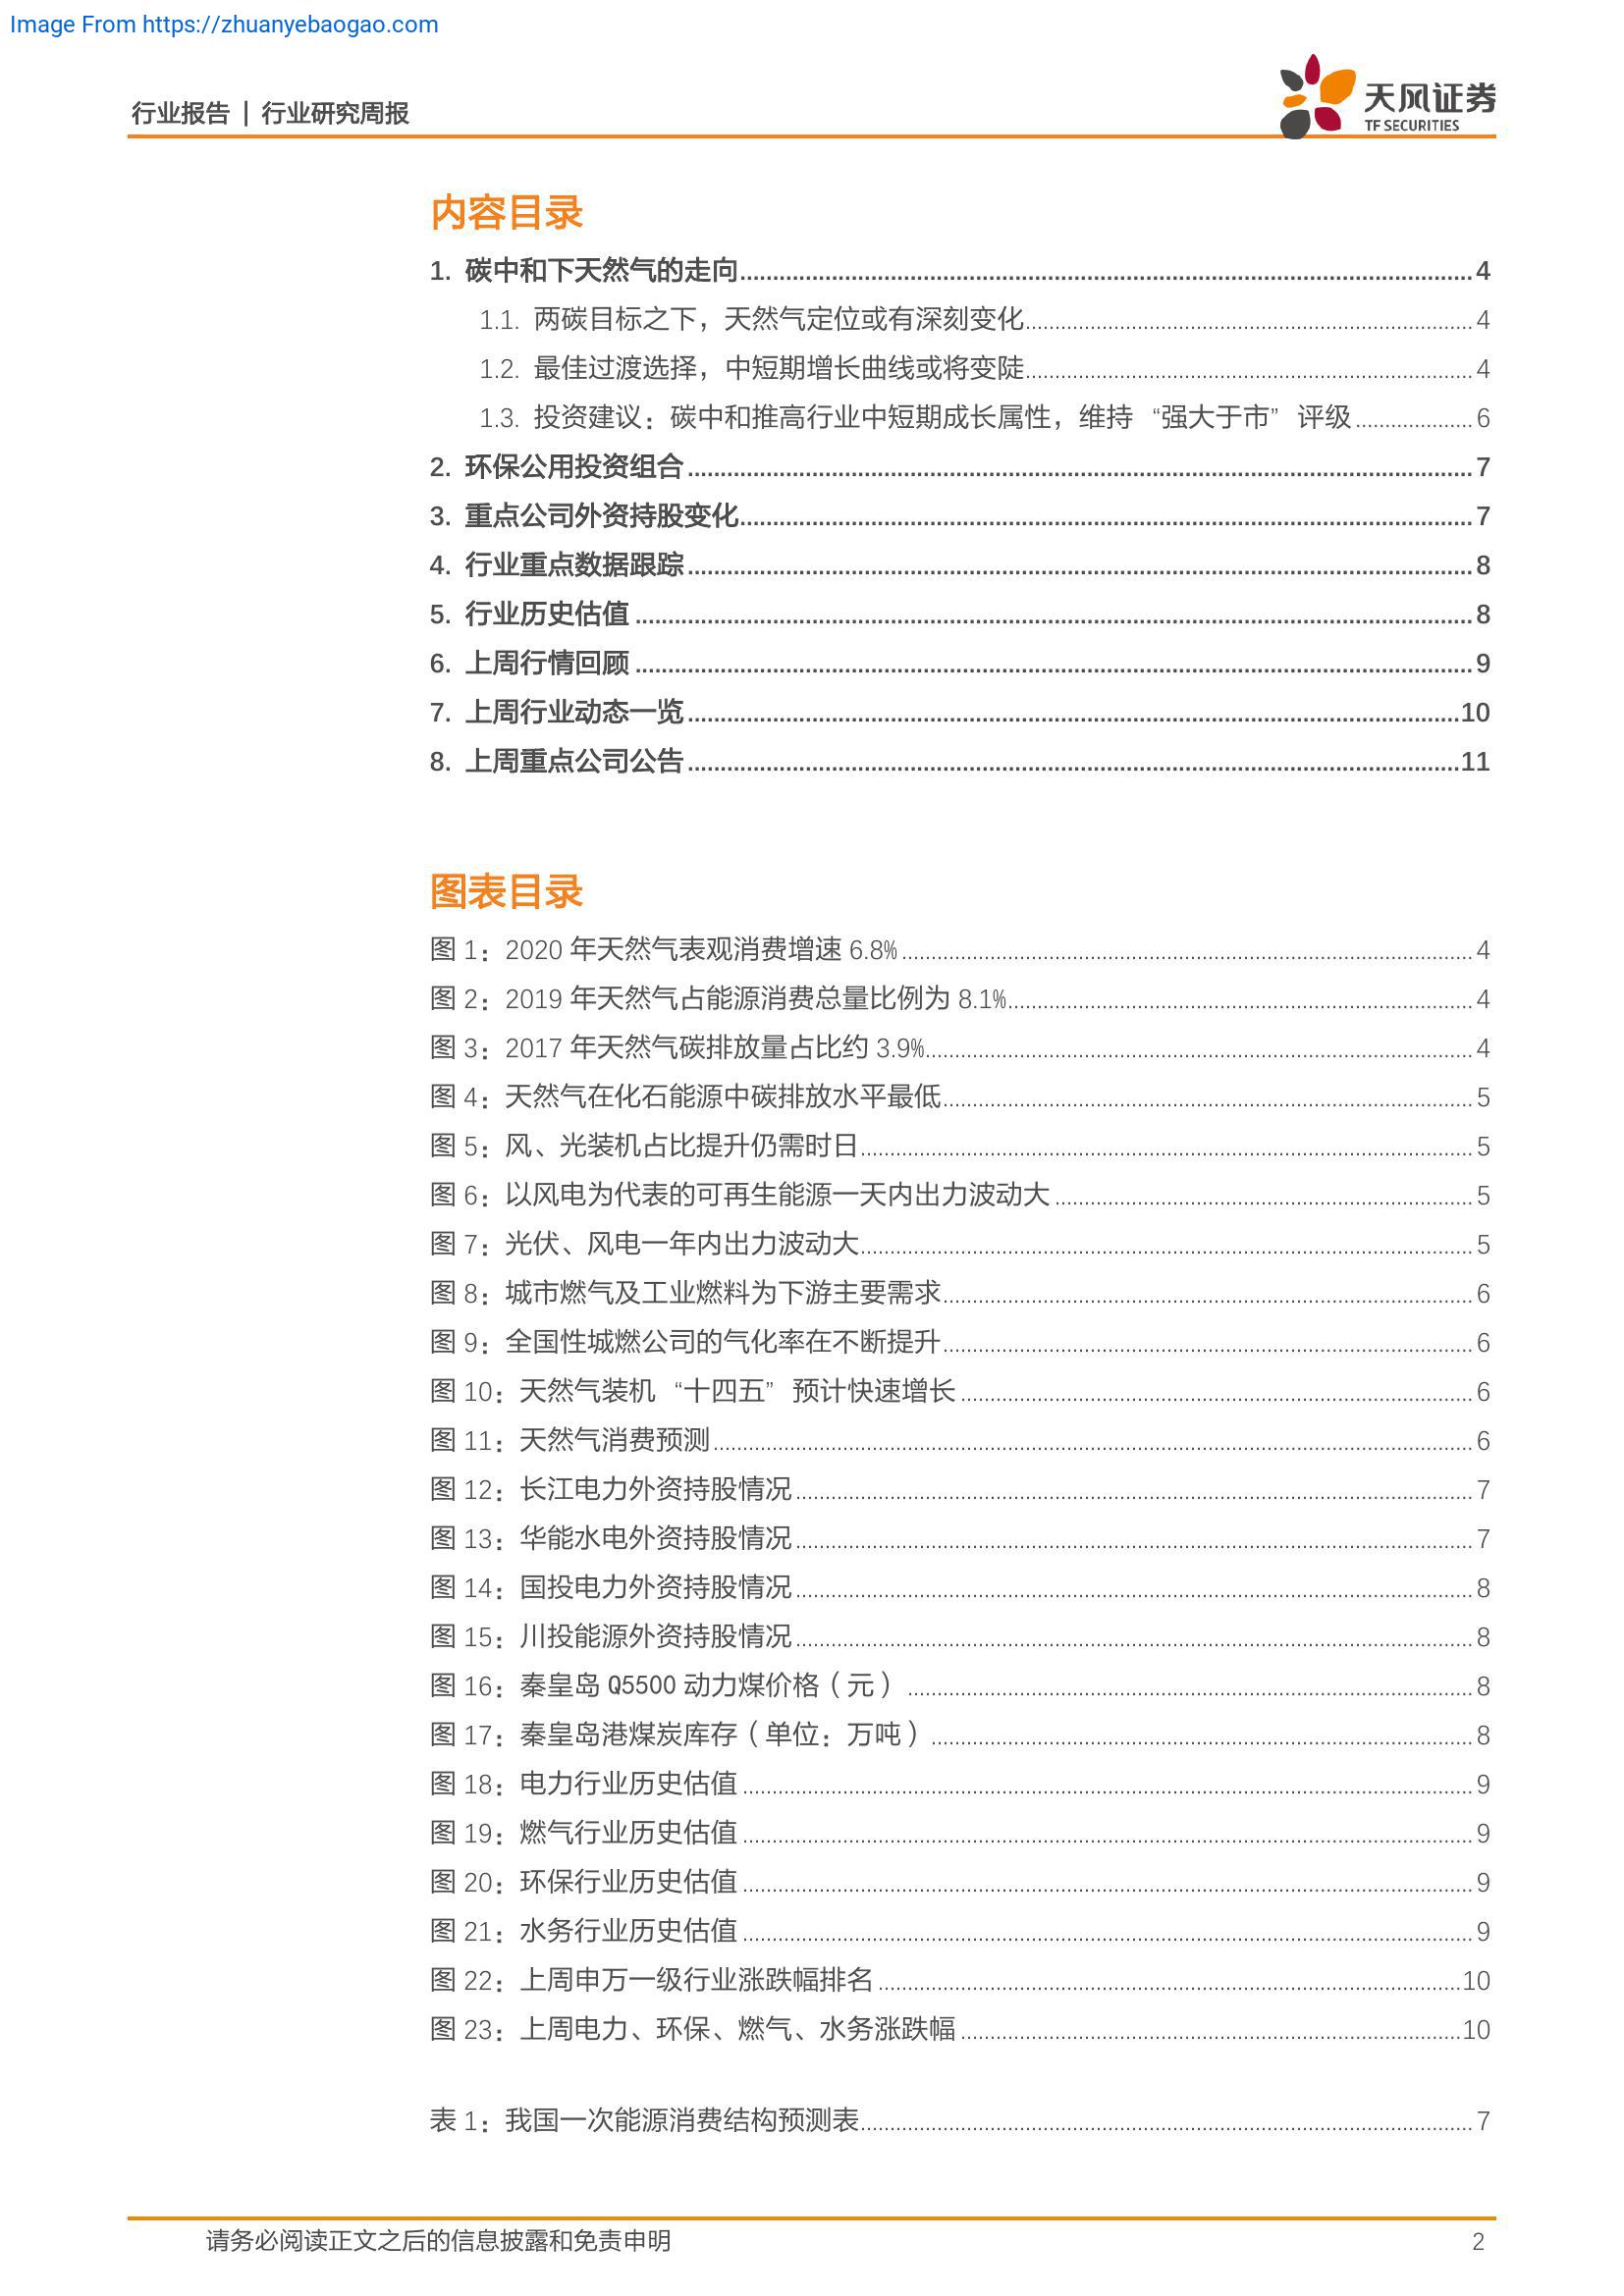 Image From https://zhuanyebaogao.com
行业报告 | 行业研究周报
天风证券
TF SECURITIES
内容目录
1. 碳中和下天然气的走向 4
1.1. 两碳目标之下，天然气定位或有深刻变化 4
1.2. 最佳过渡选择，中短期增长曲线或将变陡 4
1.3. 投资建议：碳中和推高行业中短期成长属性，维持“强大于市”评级 6
2. 环保公用投资组合 7
3. 重点公司外资持股变化 7
4. 行业重点数据跟踪 8
5. 行业历史估值 8
6. 上周行情回顾 9
7. 上周行业动态一览 10
8. 上周重点公司公告 11
图表目录
图 1：2020 年天然气表观消费增速 6.8% 4
图 2：2019 年天然气占能源消费总量比例为 8.1% 4
图 3：2017 年天然气碳排放量占比约 3.9% 4
图 4：天然气在化石能源中碳排放水平最低 5
图 5：风、光装机占比提升仍需时日 5
图 6：以风电为代表的可再生能源一天内出力波动大 5
图 7：光伏、风电一年内出力波动大 5
图 8：城市燃气及工业燃料为下游主要需求 6
图 9：全国性城燃公司的气化率在不断提升 6
图 10：天然气装机“十四五”预计快速增长 6
图 11：天然气消费预测 6
图 12：长江电力外资持股情况 7
图 13：华能水电外资持股情况 7
图 14：国投电力外资持股情况 8
图 15：川投能源外资持股情况 8
图 16：秦皇岛 Q5500 动力煤价格（元） 8
图 17：秦皇岛港煤炭库存（单位：万吨） 8
图 18：电力行业历史估值 9
图 19：燃气行业历史估值 9
图 20：环保行业历史估值 9
图 21：水务行业历史估值 9
图 22：上周申万一级行业涨跌幅排名 10
图 23：上周电力、环保、燃气、水务涨跌幅 10
表 1：我国一次能源消费结构预测表 7
请务必阅读正文之后的信息披露和免责申明 2